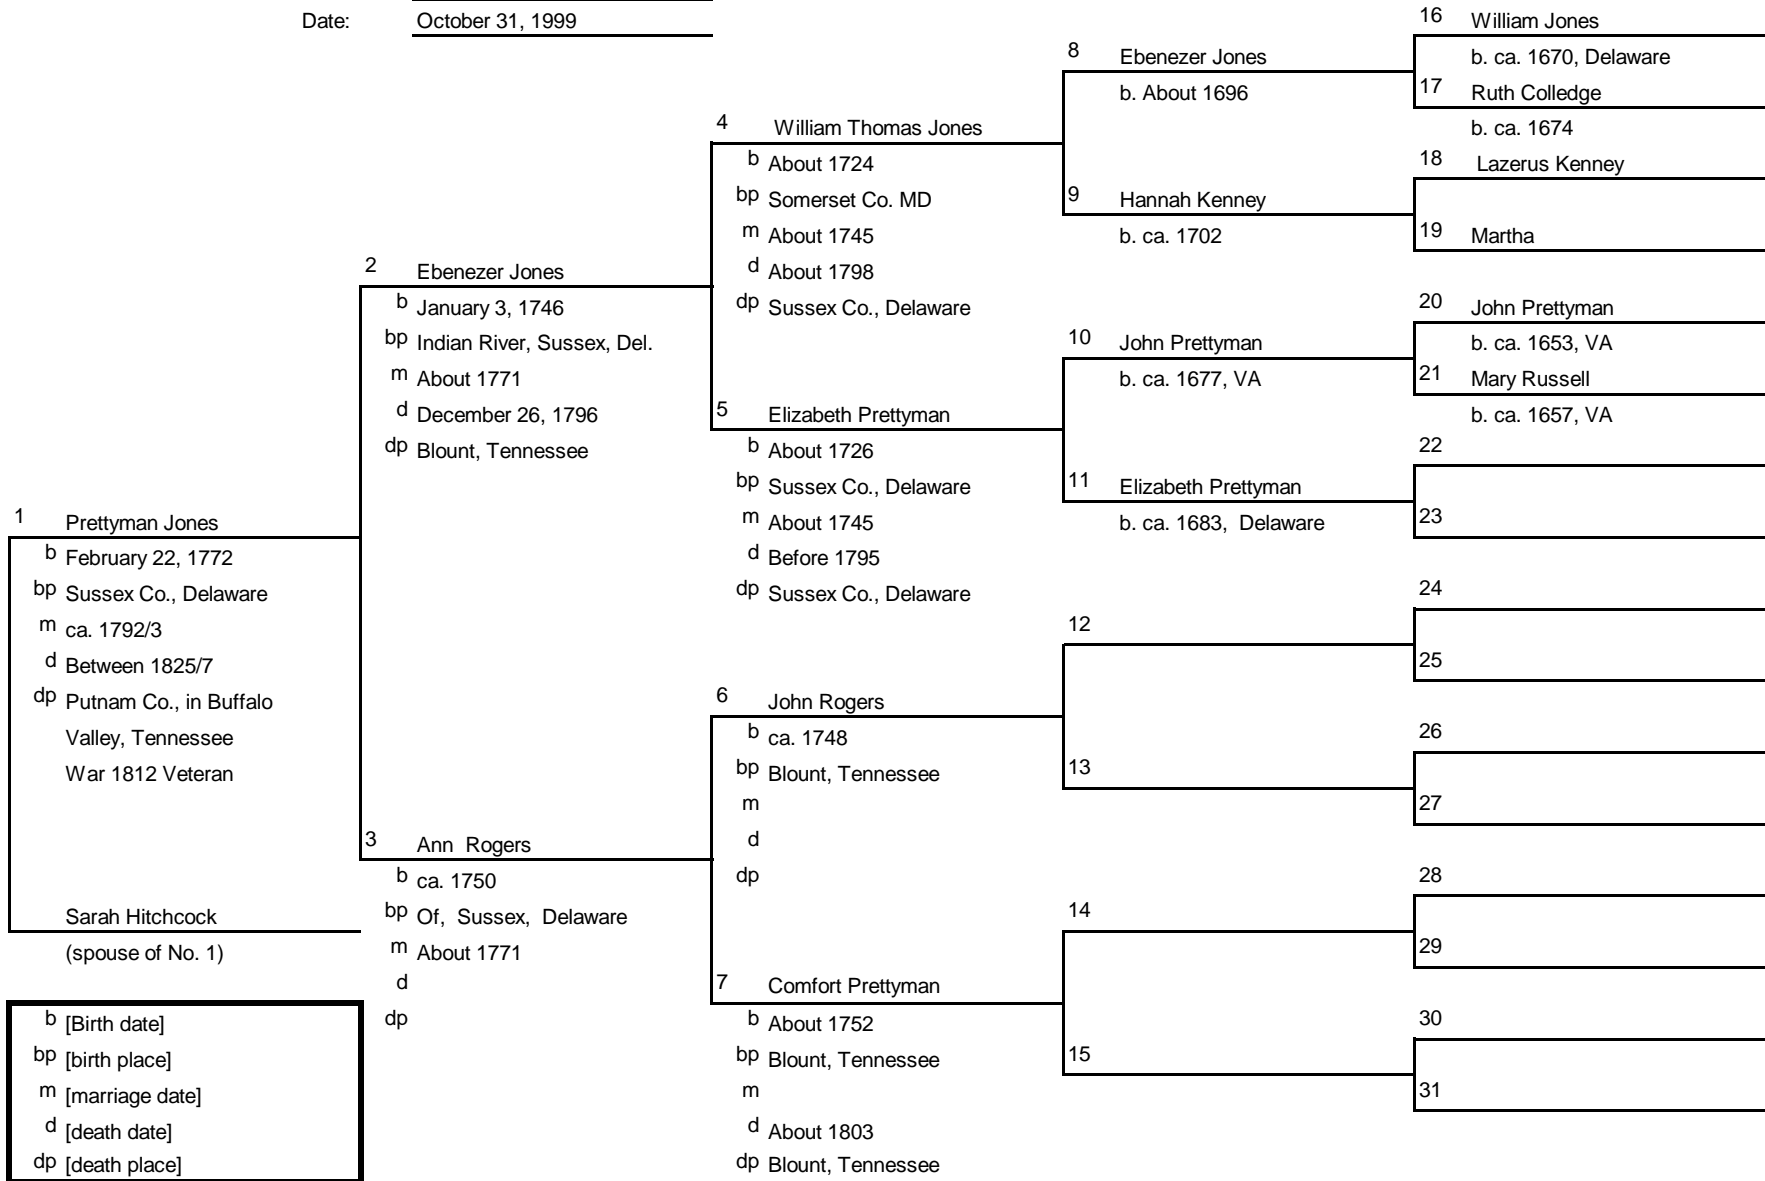 Date: October 31, 1999
1 Prettyman Jones
b February 22, 1772
bp Sussex Co., Delaware
m ca. 1792/3
d Between 1825/7
dp Putnam Co., in Buffalo
Valley, Tennessee
War 1812 Veteran
Sarah Hitchcock
(spouse of No. 1)
b [Birth date]
bp [birth place]
m [marriage date]
d [death date]
dp [death place]
2 Ebenezer Jones
b January 3, 1746
bp Indian River, Sussex, Del.
m About 1771
d December 26, 1796
dp Blount, Tennessee
3 Ann Rogers
b ca. 1750
bp Of, Sussex, Delaware
m About 1771
d
dp
4 William Thomas Jones
b About 1724
bp Somerset Co. MD
m About 1745
d About 1798
dp Sussex Co., Delaware
5 Elizabeth Prettyman
b About 1726
bp Sussex Co., Delaware
m About 1745
d Before 1795
dp Sussex Co., Delaware
6 John Rogers
b ca. 1748
bp Blount, Tennessee
m
d
dp
7 Comfort Prettyman
b About 1752
bp Blount, Tennessee
m
d About 1803
dp Blount, Tennessee
8 Ebenezer Jones
b. About 1696
9 Hannah Kenney
b. ca. 1702
10 John Prettyman
b. ca. 1677, VA
11 Elizabeth Prettyman
b. ca. 1683, Delaware
12
13
14
15
16 William Jones
b. ca. 1670, Delaware
17 Ruth Colledge
b. ca. 1674
18 Lazerus Kenney
19 Martha
20 John Prettyman
b. ca. 1653, VA
21 Mary Russell
b. ca. 1657, VA
22
23
24
25
26
27
28
29
30
31